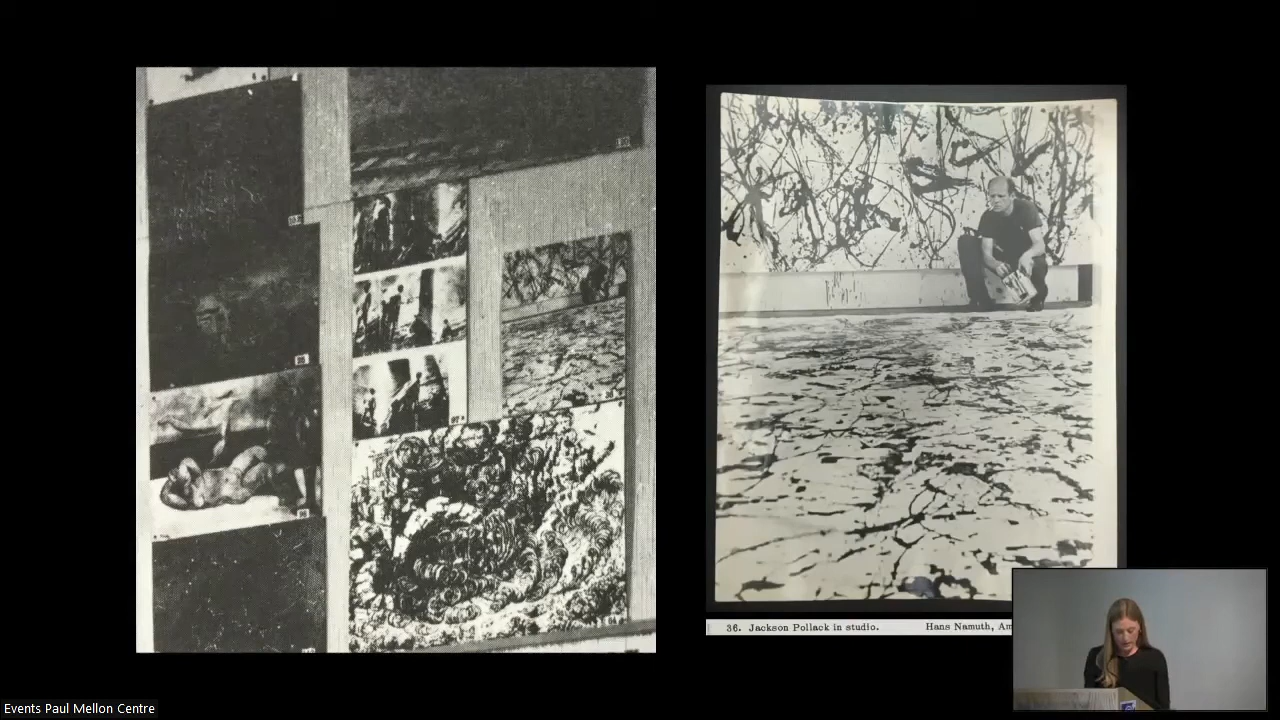 36. Jackson Pollack in studio. Hans Namuth, Am
Events Paul Mellon Centre